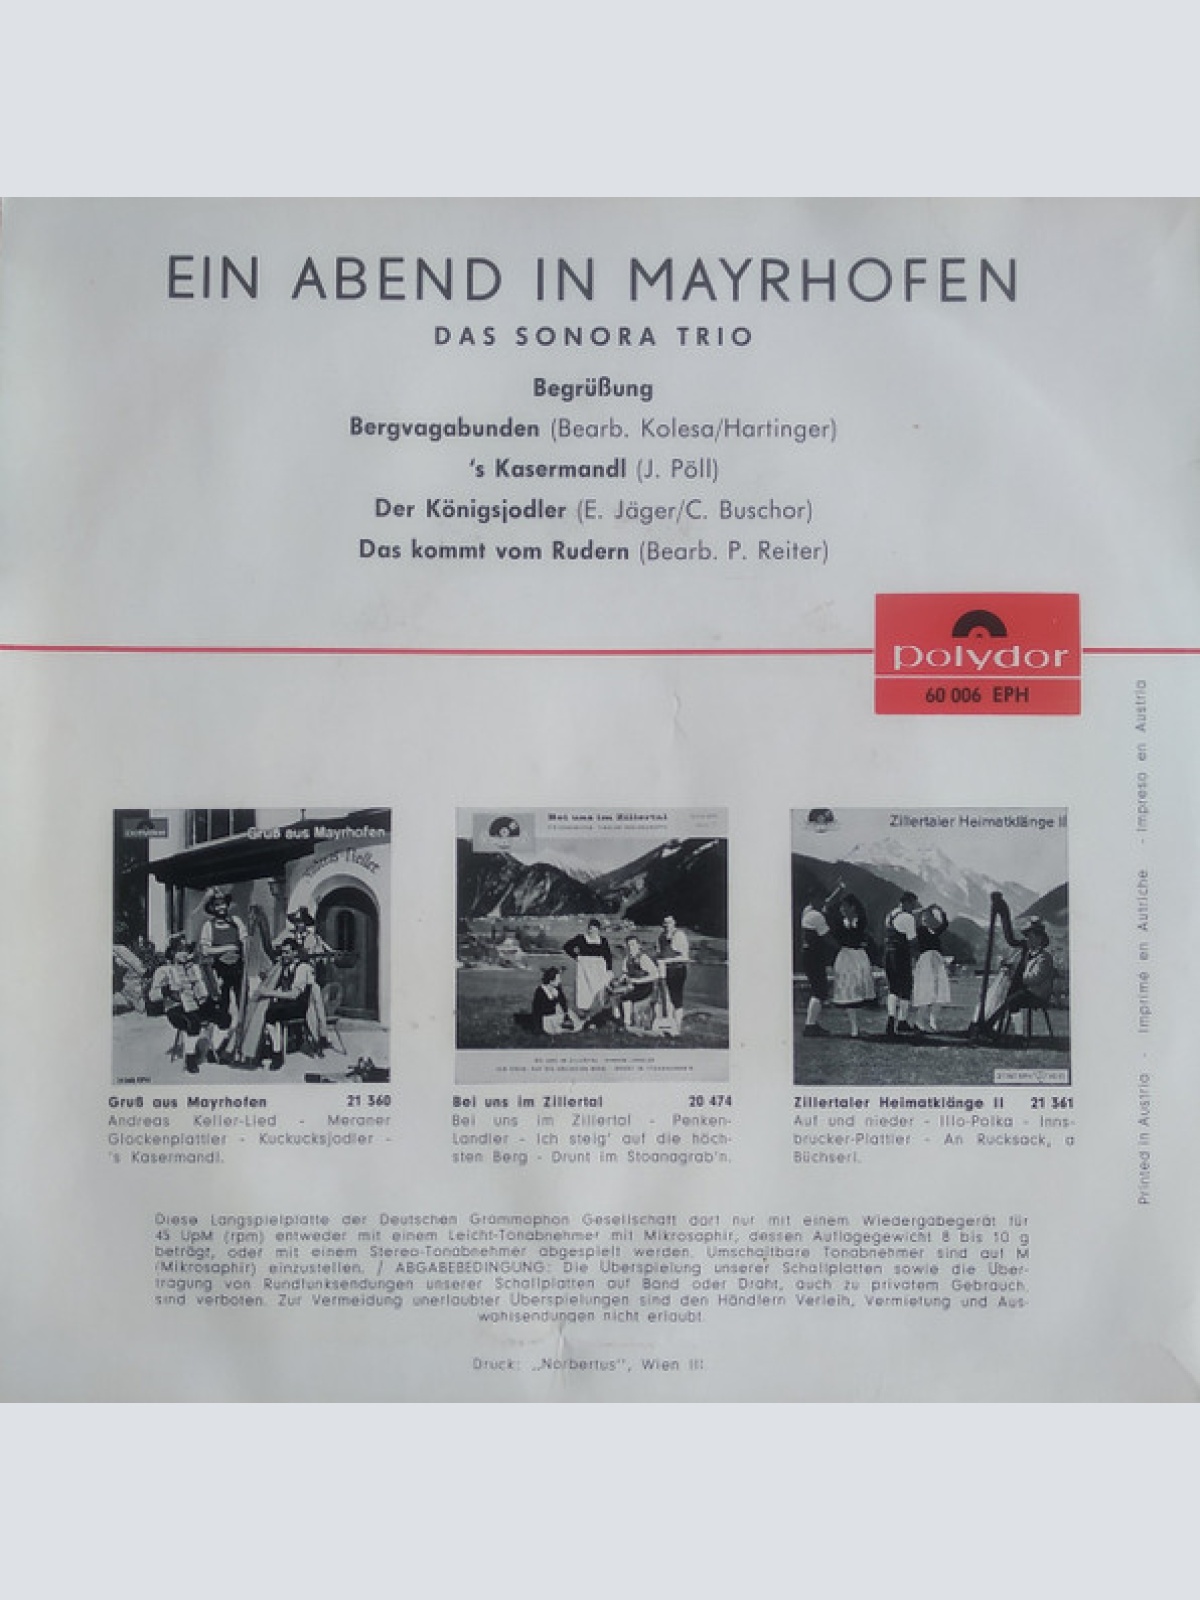 EIN ABEND IN MAYRHOFEN
DAS SONORA TRIO
Begrüßung
Bergvagabunden (Bearb. Kolesa/Hartinger)
's Kasermandl (J. Pöll)
Der Königsjodler (E. Jäger/C. Buschor)
Das kommt vom Rudern (Bearb. P. Reiter)
polydor
60 006 EPH
Printed in Austria - Imprimé en Autriche - Impreso en Austria
Polydor
Gruß aus Mayrhofen
Gruß aus Mayrhofen 21 360
Andreas Keller-Lied - Meraner
Glockenplattler - Kuckucksjodler -
's Kasermandl.
Bei uns im Zillertal
Bei uns im Zillertal 20 474
Bei uns im Zillertal - Penken-
Landler - Ich steig' auf die höch-
sten Berg - Drunt im Stoanagrab'n.
Zillertaler Heimatklänge II
Zillertaler Heimatklänge II 21 361
Auf und nieder - Illo-Polka - Inns-
brucker-Plattler - An Rucksack, a
Büchserl.
Diese Langspielplatte der Deutschen Grammophon Gesellschaft darf nur mit einem Wiedergabegerät für
45 UpM (rpm) entweder mit einem Leicht-Tonabnehmer mit Mikrosaphir, dessen Auflagegewicht 8 bis 10 g
beträgt, oder mit einem Stereo-Tonabnehmer abgespielt werden. Umschaltbare Tonabnehmer sind auf M
(Mikrosaphir) einzustellen. / ABGABEBEDINGUNG: Die Überspielung unserer Schallplatten sowie die Über-
tragung von Rundfunksendungen unserer Schallplatten auf Band oder Draht, auch zu privatem Gebrauch,
sind verboten. Zur Vermeidung unerlaubter Überspielungen sind den Händlern Verleih, Vermietung und Aus-
wahlsendungen nicht erlaubt.
Druck: „Norbertus", Wien III